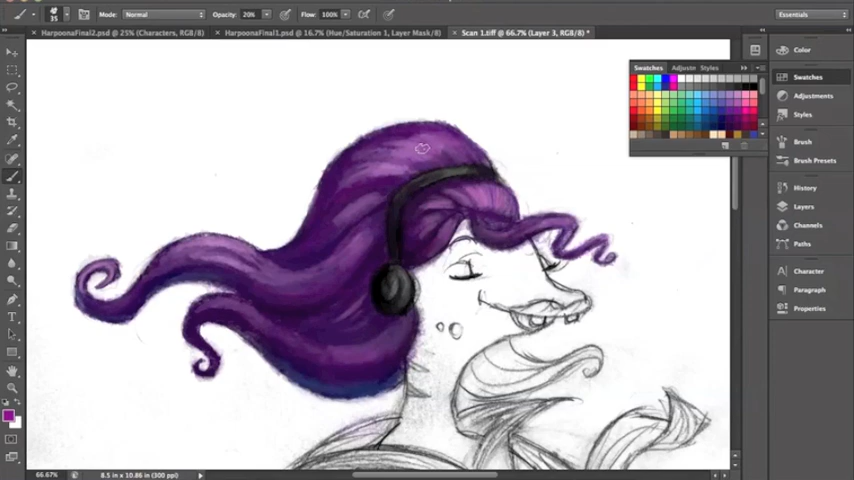 35 Mode: Normal Opacity: 20% Flow: 100% Essentials
HarpoonaFinal2.psd @ 25% (Characters, RGB/8) HarpoonaFinal1.psd @ 16.7% (Hue/Saturation 1, Layer Mask/8) Scan 1.tiff @ 66.7% (Layer 3, RGB/8) *
Swatches Adjustm Styles
Color
Swatches
Adjustments
Styles
Brush
Brush Presets
History
Layers
Channels
Paths
Character
Paragraph
Properties
66.67% 8.5 in x 10.86 in (300 ppi)